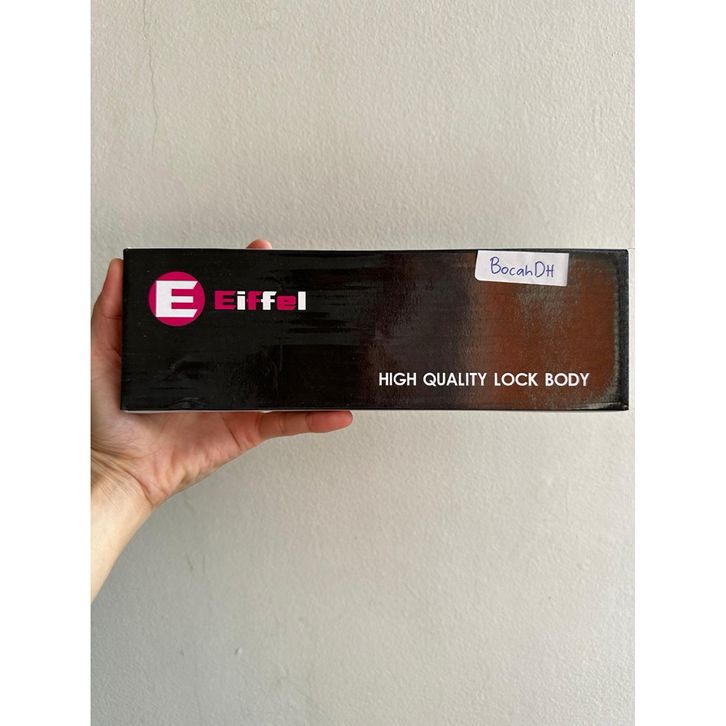 BocahDH
E Eiffel
HIGH QUALITY LOCK BODY